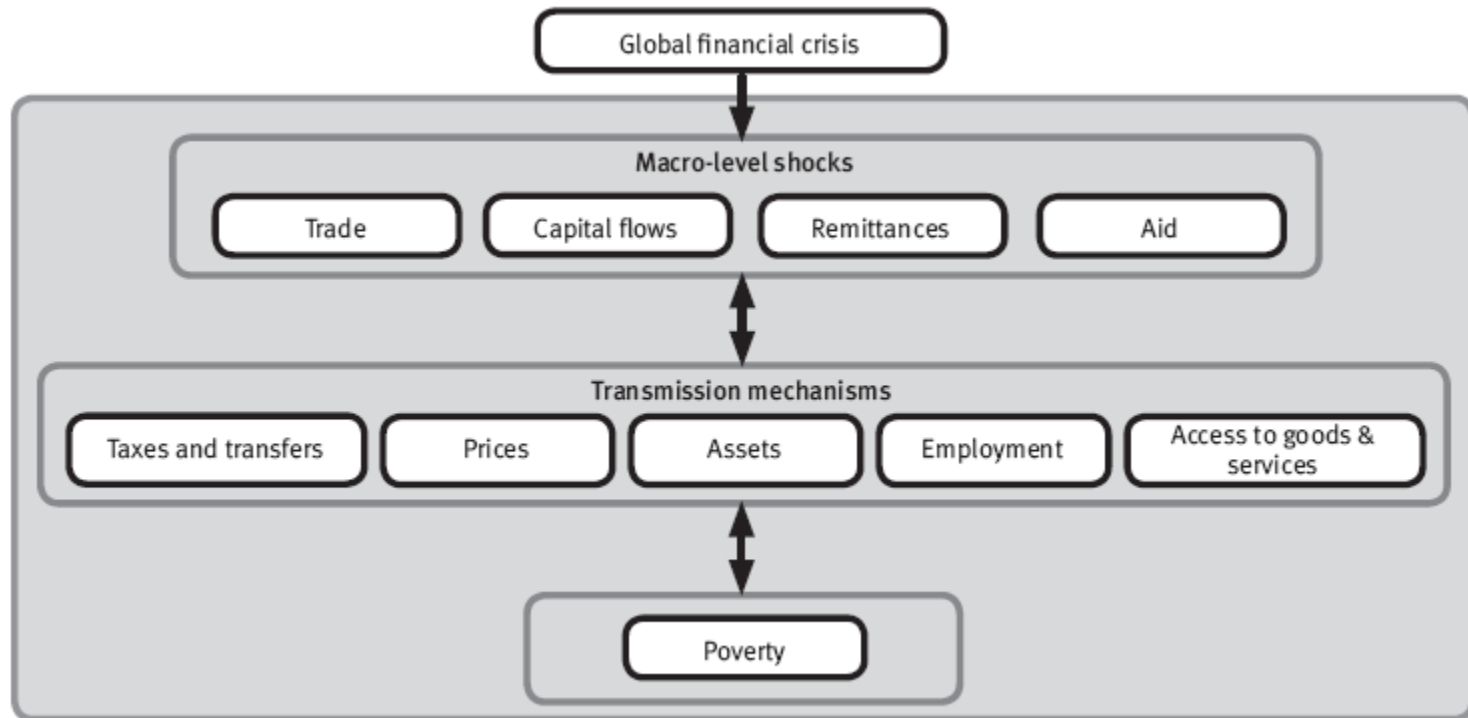 Global financial crisis
Macro-level shocks
Trade
Capital flows
Remittances
Aid
Transmission mechanisms
Taxes and transfers
Prices
Assets
Employment
Access to goods &
services
Poverty